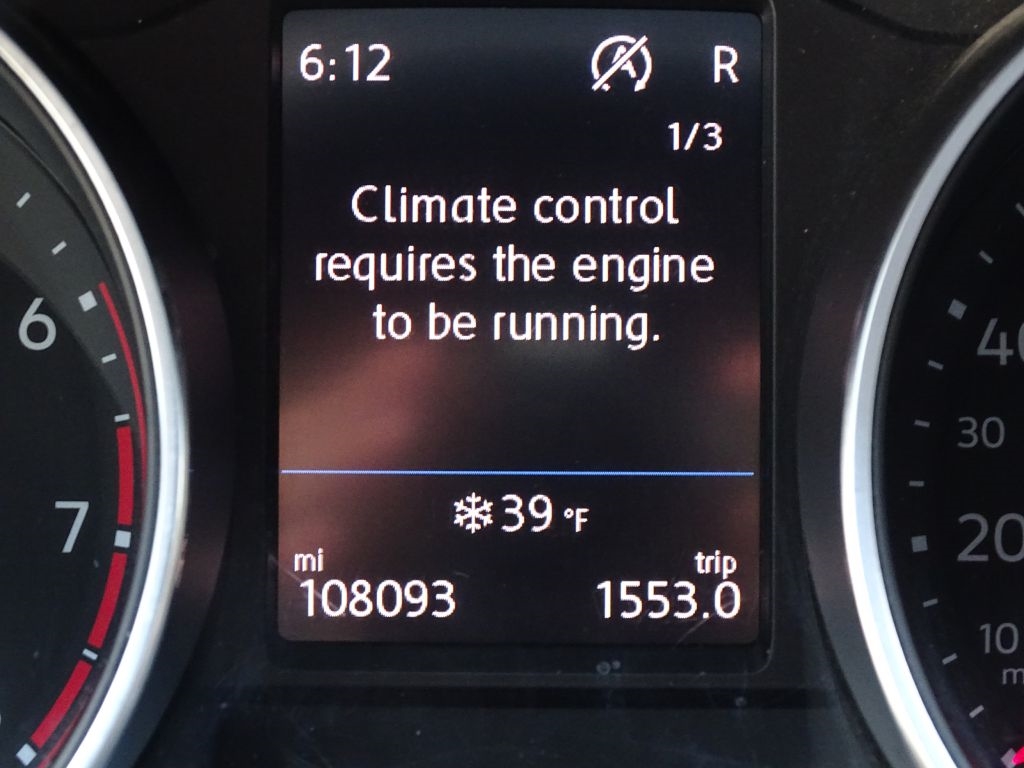 6:12 R
1/3
Climate control
requires the engine
to be running.
39 °F
mi trip
108093 1553.0
6
7
30
20
10